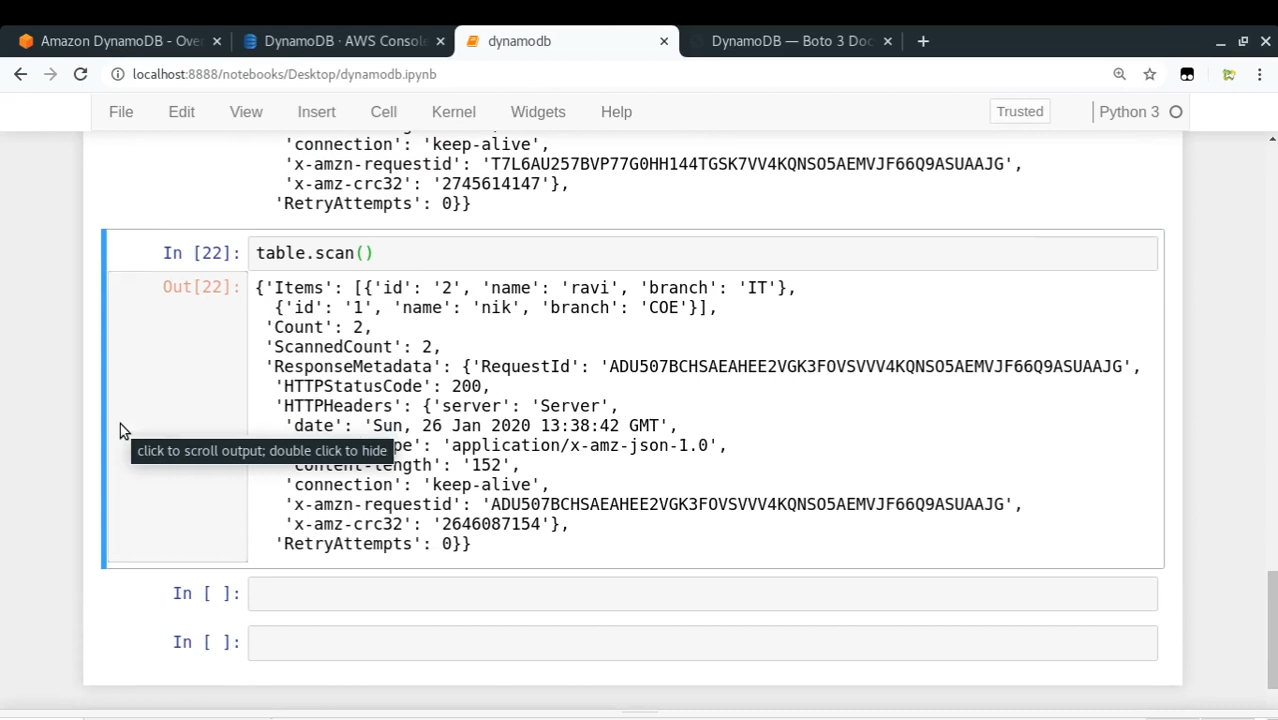 Amazon DynamoDB - Over
DynamoDB · AWS Console
dynamodb
DynamoDB — Boto 3 Doc
localhost:8888/notebooks/Desktop/dynamodb.ipynb
File Edit View Insert Cell Kernel Widgets Help Trusted Python 3
'connection': 'keep-alive',
'x-amzn-requestid': 'T7L6AU257BVP77G0HH144TGSK7VV4KQNSO5AEMVJF66Q9ASUAAJG',
'x-amz-crc32': '2745614147'},
'RetryAttempts': 0}}
In [22]: table.scan()
Out[22]: {'Items': [{'id': '2', 'name': 'ravi', 'branch': 'IT'},
{'id': '1', 'name': 'nik', 'branch': 'COE'}],
'Count': 2,
'ScannedCount': 2,
'ResponseMetadata': {'RequestId': 'ADU507BCHSAEAHEE2VGK3FOVSVVV4KQNSO5AEMVJF66Q9ASUAAJG',
'HTTPStatusCode': 200,
'HTTPHeaders': {'server': 'Server',
'date': 'Sun, 26 Jan 2020 13:38:42 GMT',
pe': 'application/x-amz-json-1.0',
click to scroll output; double click to hide
'content-length': '152',
'connection': 'keep-alive',
'x-amzn-requestid': 'ADU507BCHSAEAHEE2VGK3FOVSVVV4KQNSO5AEMVJF66Q9ASUAAJG',
'x-amz-crc32': '2646087154'},
'RetryAttempts': 0}}
In [ ]:
In [ ]: